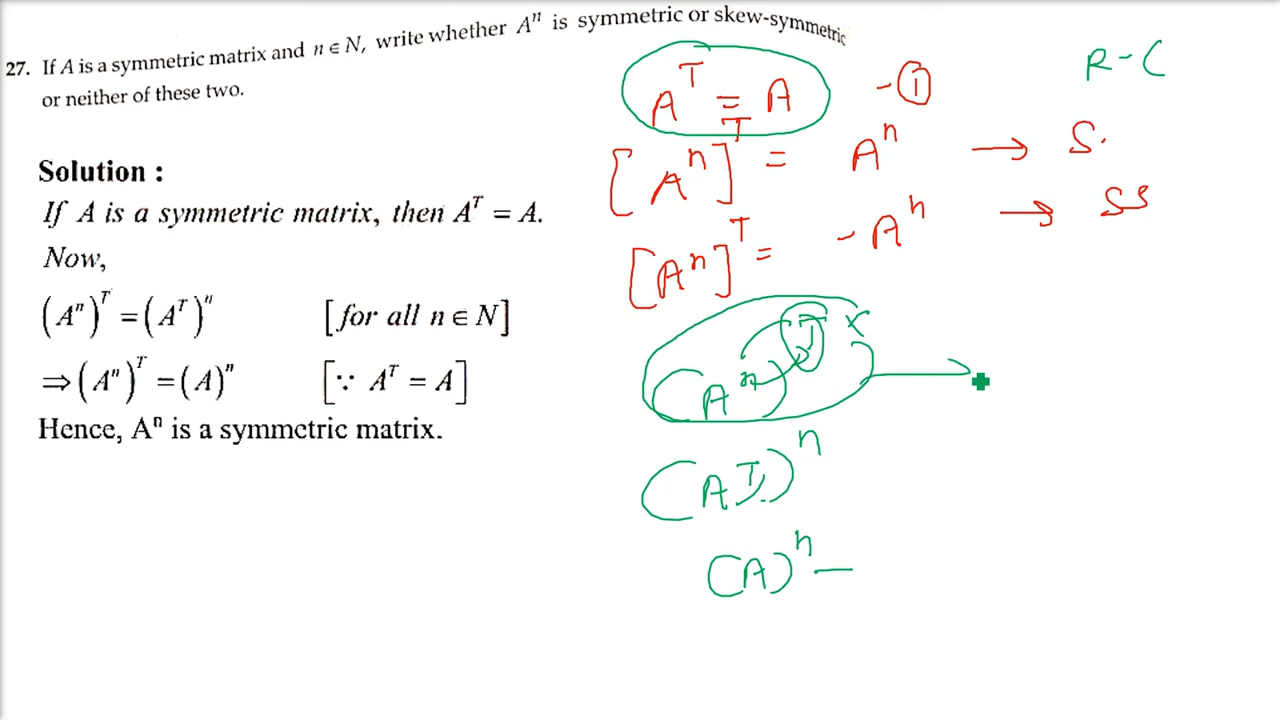 27. If A is a symmetric matrix and n ∈ N, write whether Aⁿ is symmetric or skew-symmetric
or neither of these two.
Solution :
If A is a symmetric matrix, then Aᵀ = A.
Now,
(Aⁿ)ᵀ = (Aᵀ)ⁿ [for all n ∈ N]
⇒ (Aⁿ)ᵀ = (A)ⁿ [∵ Aᵀ = A]
Hence, Aⁿ is a symmetric matrix.
R - C
Aᵀ = A - ①
[Aⁿ]ᵀ = Aⁿ → S.
[Aⁿ]ᵀ = - Aⁿ → SS
(Aⁿ)ᵀ
(Aᵀ)ⁿ
(A)ⁿ —